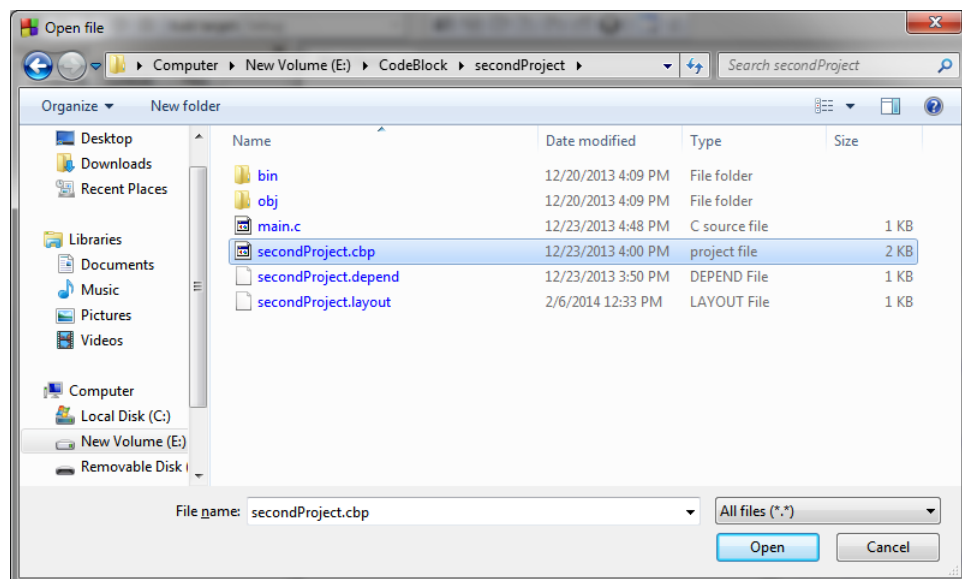 Open file
Computer New Volume (E:) CodeBlock secondProject Search secondProject
Organize New folder
Desktop
Downloads
Recent Places
Libraries
Documents
Music
Pictures
Videos
Computer
Local Disk (C:)
New Volume (E:)
Removable Disk (
Name Date modified Type Size
bin 12/20/2013 4:09 PM File folder
obj 12/20/2013 4:09 PM File folder
main.c 12/23/2013 4:48 PM C source file 1 KB
secondProject.cbp 12/23/2013 4:00 PM project file 2 KB
secondProject.depend 12/23/2013 3:50 PM DEPEND File 1 KB
secondProject.layout 2/6/2014 12:33 PM LAYOUT File 1 KB
File name: secondProject.cbp All files (*.*)
Open Cancel